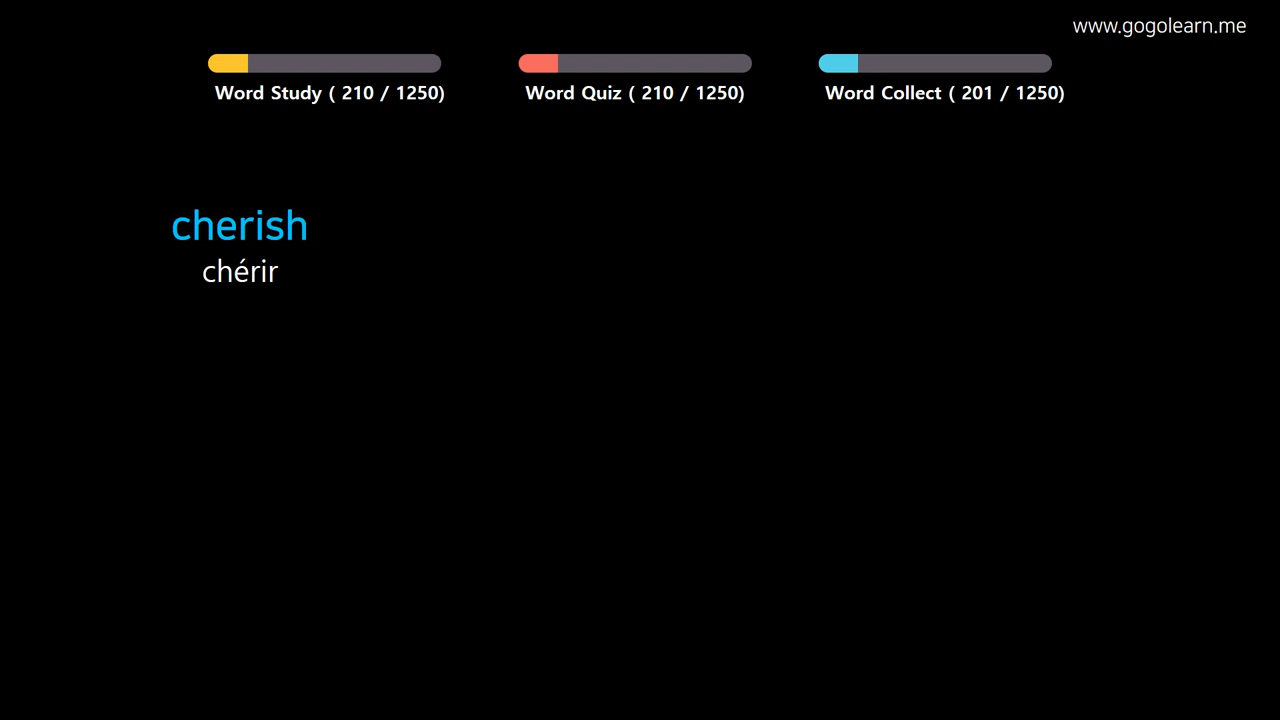 www.gogolearn.me
Word Study ( 210 / 1250)
Word Quiz ( 210 / 1250)
Word Collect ( 201 / 1250)
cherish
chérir